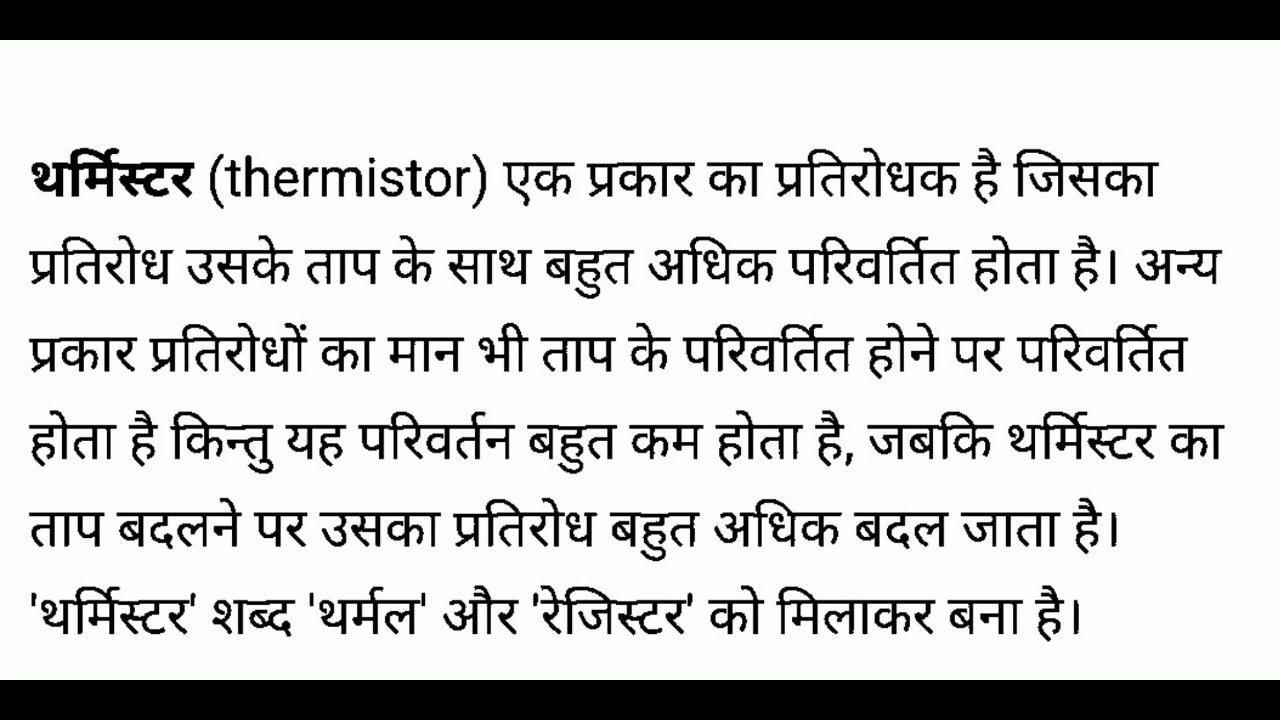 थर्मिस्टर (thermistor) एक प्रकार का प्रतिरोधक है जिसका
प्रतिरोध उसके ताप के साथ बहुत अधिक परिवर्तित होता है। अन्य
प्रकार प्रतिरोधों का मान भी ताप के परिवर्तित होने पर परिवर्तित
होता है किन्तु यह परिवर्तन बहुत कम होता है, जबकि थर्मिस्टर का
ताप बदलने पर उसका प्रतिरोध बहुत अधिक बदल जाता है।
'थर्मिस्टर' शब्द 'थर्मल' और 'रेजिस्टर' को मिलाकर बना है।